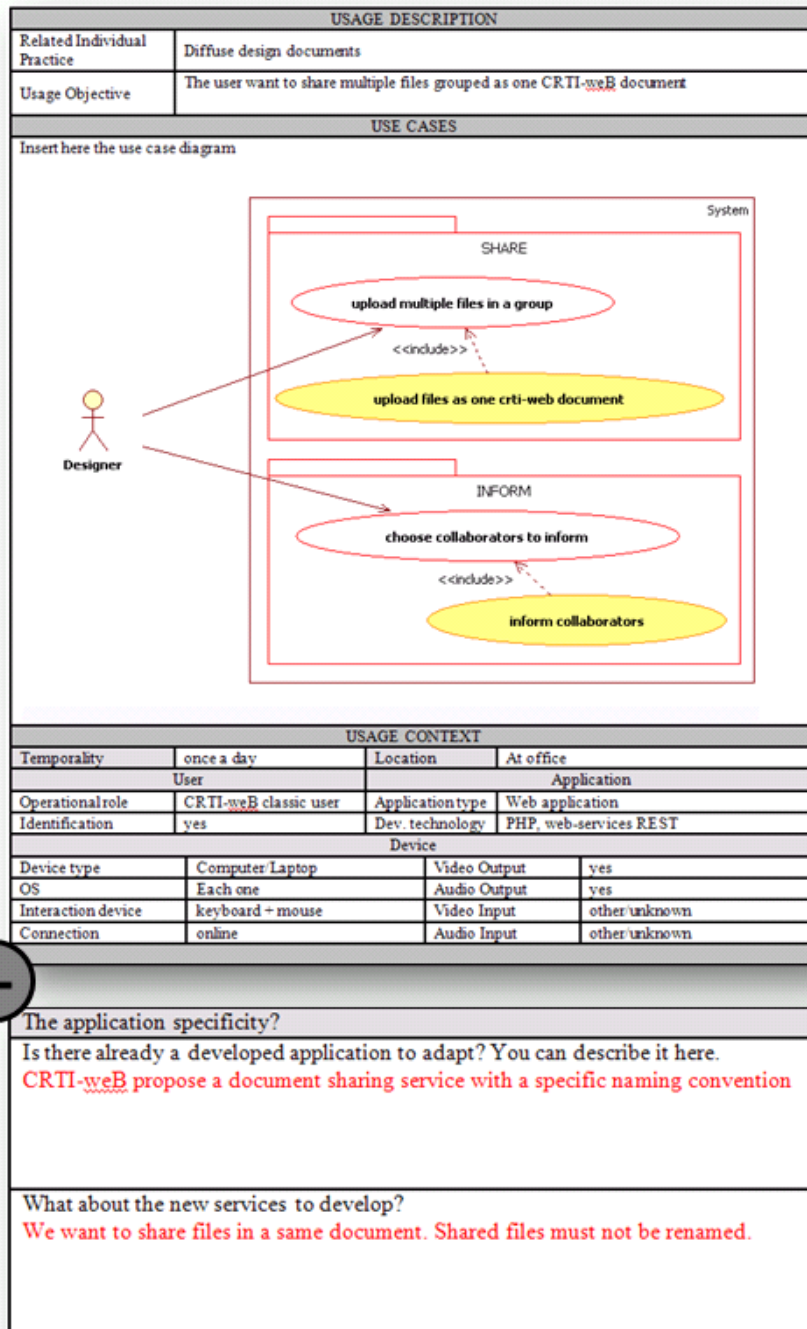 USAGE DESCRIPTION
Related Individual Practice
Diffuse design documents
Usage Objective
The user want to share multiple files grouped as one CRTI-weB document
USE CASES
Insert here the use case diagram
System
SHARE
upload multiple files in a group
<<include>>
upload files as one crti-web document
Designer
INFORM
choose collaborators to inform
<<include>>
inform collaborators
USAGE CONTEXT
Temporality once a day Location At office
User Application
Operational role CRTI-weB classic user Application type Web application
Identification yes Dev. technology PHP, web-services REST
Device
Device type Computer/Laptop Video Output yes
OS Each one Audio Output yes
Interaction device keyboard + mouse Video Input other/unknown
Connection online Audio Input other/unknown
The application specificity?
Is there already a developed application to adapt? You can describe it here.
CRTI-weB propose a document sharing service with a specific naming convention
What about the new services to develop?
We want to share files in a same document. Shared files must not be renamed.